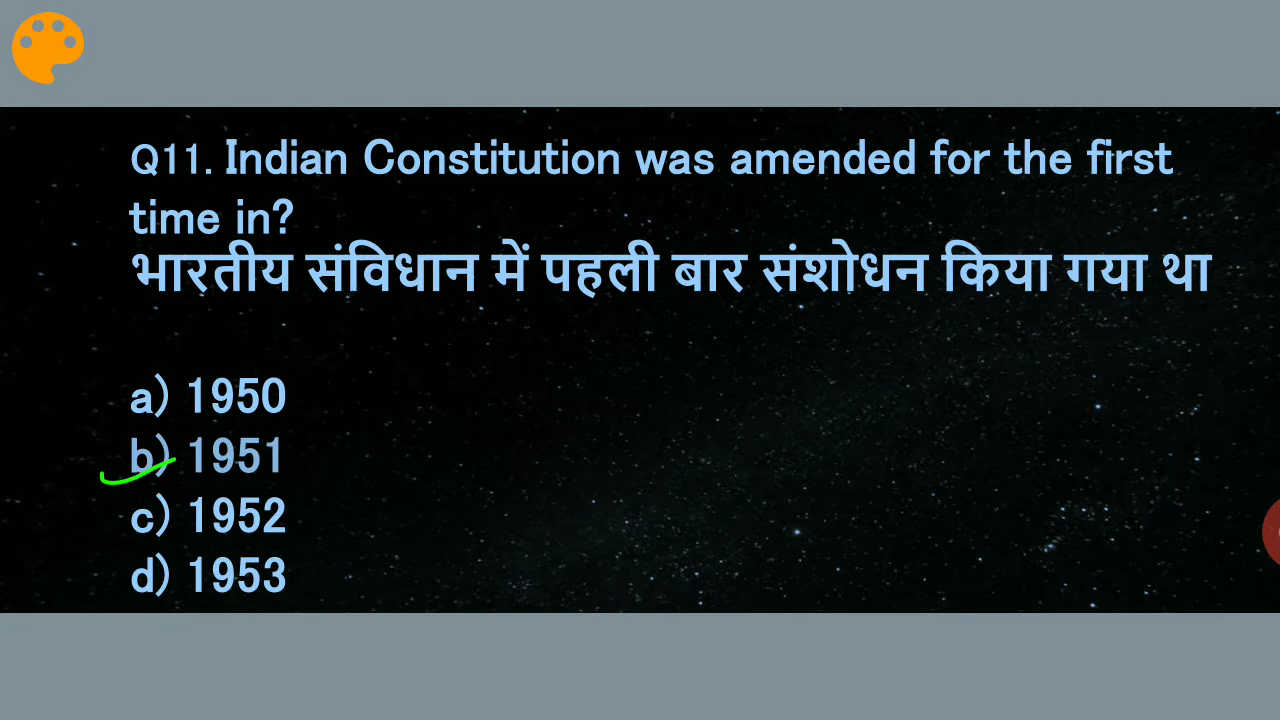 Q11. Indian Constitution was amended for the first
time in?
भारतीय संविधान में पहली बार संशोधन किया गया था
a) 1950
b) 1951
c) 1952
d) 1953